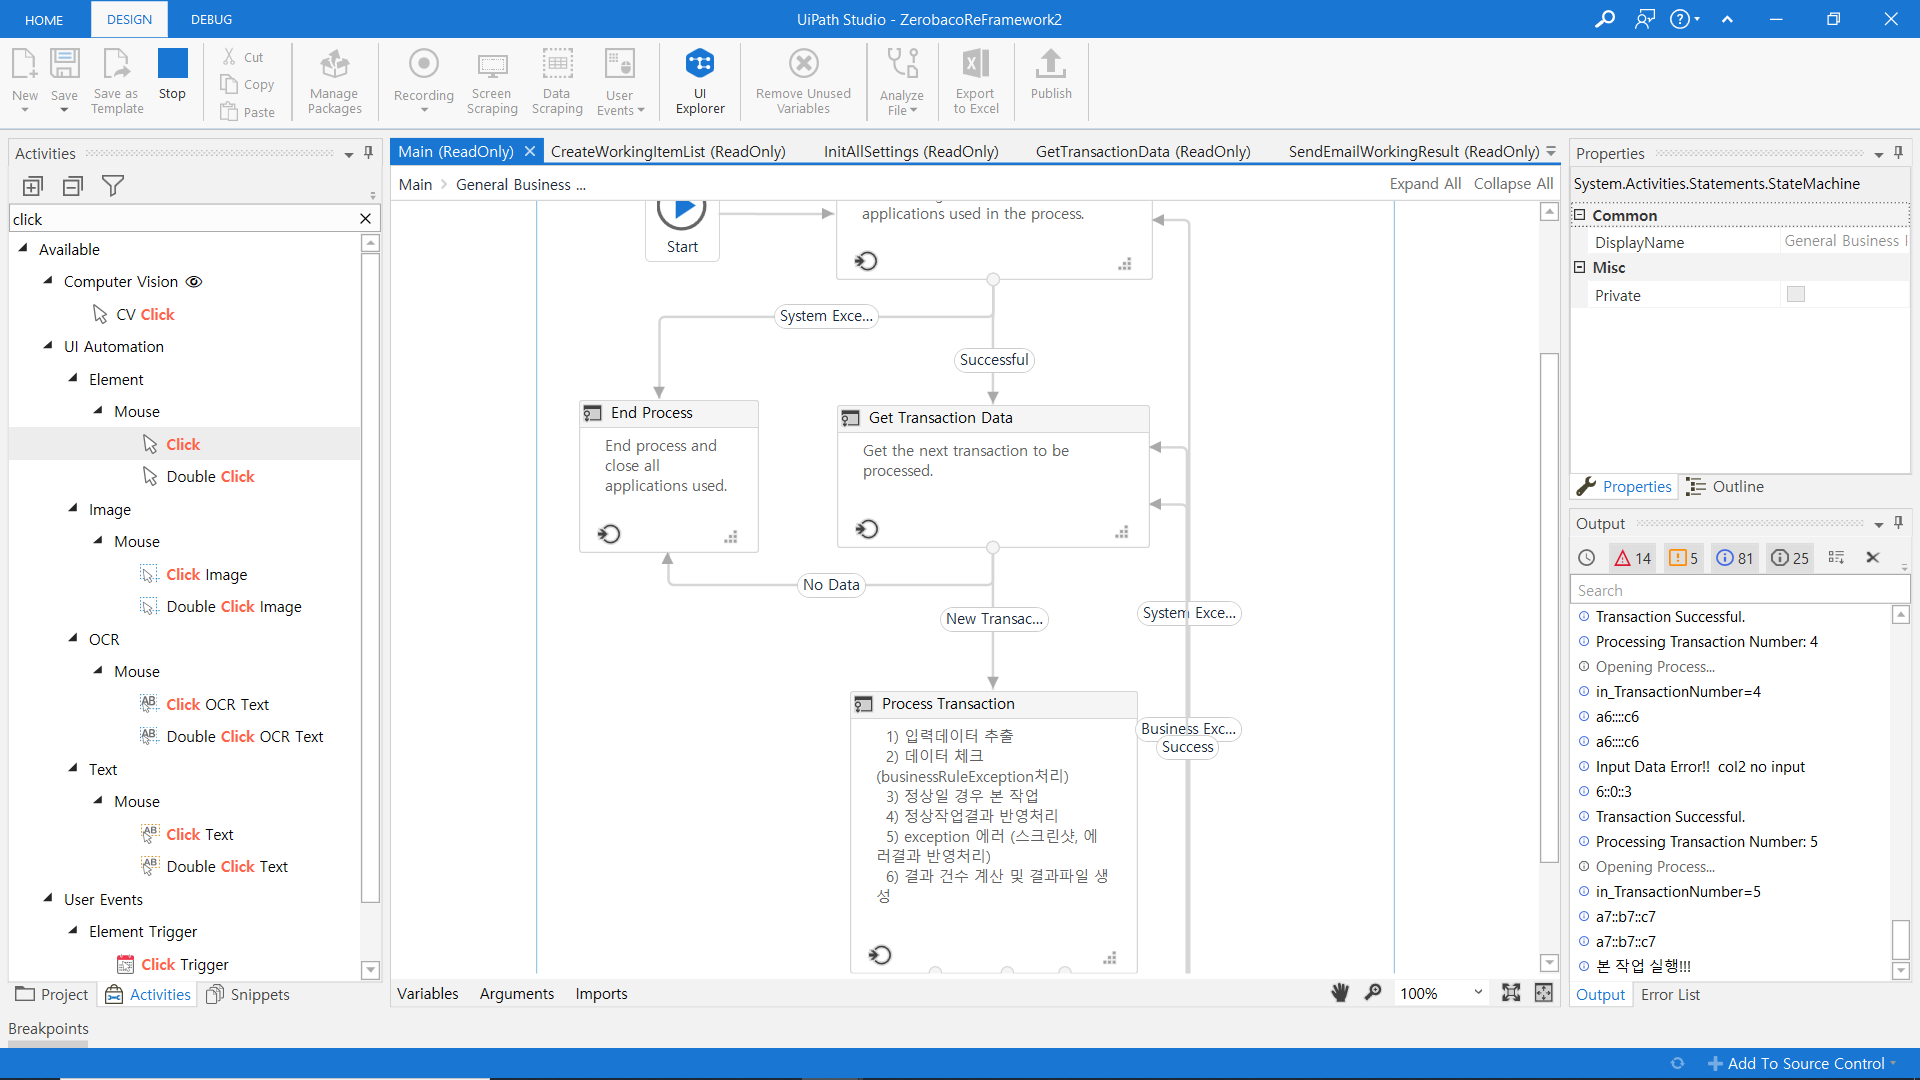 HOME
DESIGN
DEBUG
UiPath Studio - ZerobacoReFramework2
New
Save
Save as
Template
Stop
Cut
Copy
Paste
Manage
Packages
Recording
Screen
Scraping
Data
Scraping
User
Events
UI
Explorer
Remove Unused
Variables
Analyze
File
Export
to Excel
Publish
Activities
click
Available
Computer Vision
CV Click
UI Automation
Element
Mouse
Click
Double Click
Image
Mouse
Click Image
Double Click Image
OCR
Mouse
Click OCR Text
Double Click OCR Text
Text
Mouse
Click Text
Double Click Text
User Events
Element Trigger
Click Trigger
Project
Activities
Snippets
Breakpoints
Main (ReadOnly)
CreateWorkingItemList (ReadOnly)
InitAllSettings (ReadOnly)
GetTransactionData (ReadOnly)
SendEmailWorkingResult (ReadOnly)
Main
General Business ...
Expand All
Collapse All
Start
applications used in the process.
System Exce...
Successful
End Process
End process and
close all
applications used.
Get Transaction Data
Get the next transaction to be
processed.
No Data
New Transac...
System Exce...
Business Exc...
Success
Process Transaction
1) 입력데이터 추출
2) 데이터 체크
(businessRuleException처리)
3) 정상일 경우 본 작업
4) 정상작업결과 반영처리
5) exception 에러 (스크린샷, 에
러결과 반영처리)
6) 결과 건수 계산 및 결과파일 생
성
Variables
Arguments
Imports
100%
Properties
System.Activities.Statements.StateMachine
Common
DisplayName
General Business
Misc
Private
Properties
Outline
Output
14
5
81
25
Search
Transaction Successful.
Processing Transaction Number: 4
Opening Process...
in_TransactionNumber=4
a6::::c6
a6::::c6
Input Data Error!! col2 no input
6::0::3
Transaction Successful.
Processing Transaction Number: 5
Opening Process...
in_TransactionNumber=5
a7::b7::c7
a7::b7::c7
본 작업 실행!!!
Output
Error List
Add To Source Control